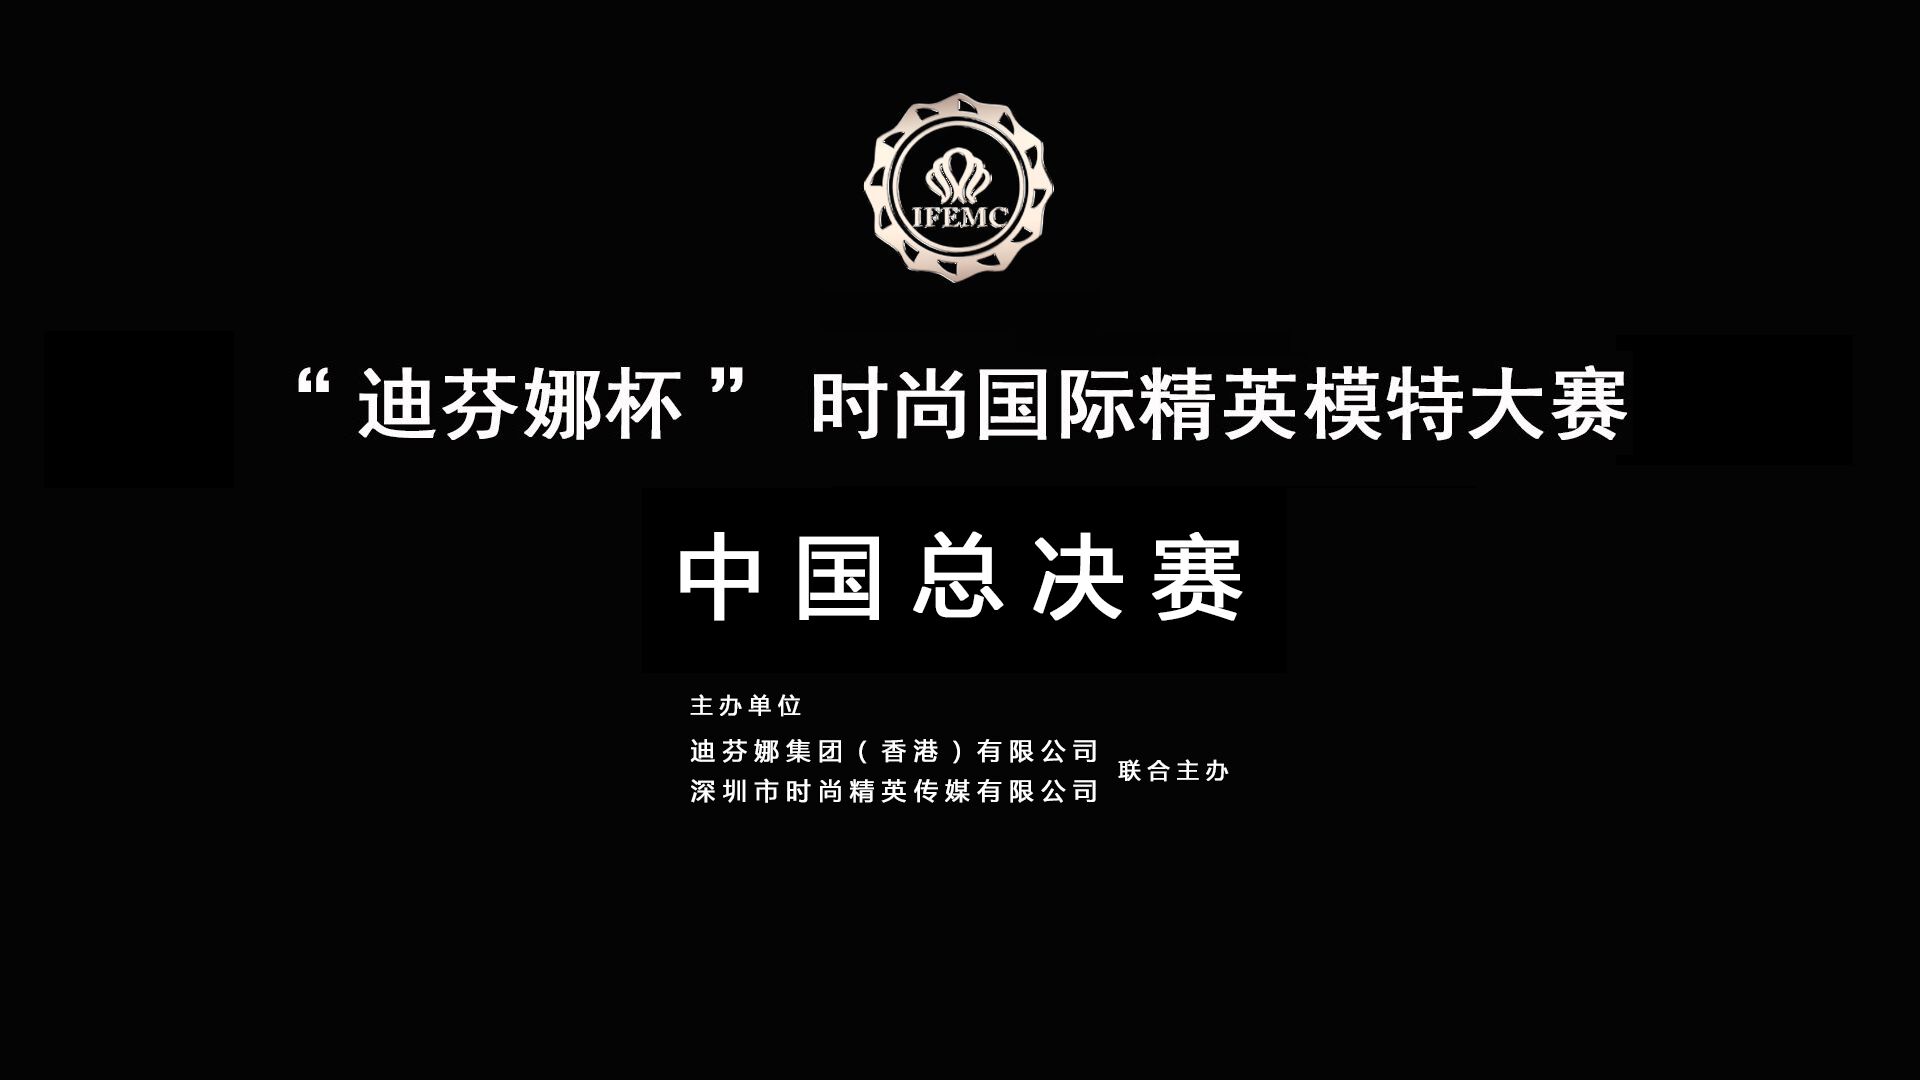 IFEMC
“迪芬娜杯” 时尚国际精英模特大赛
中国总决赛
主办单位
迪芬娜集团（香港）有限公司
深圳市时尚精英传媒有限公司
联合主办